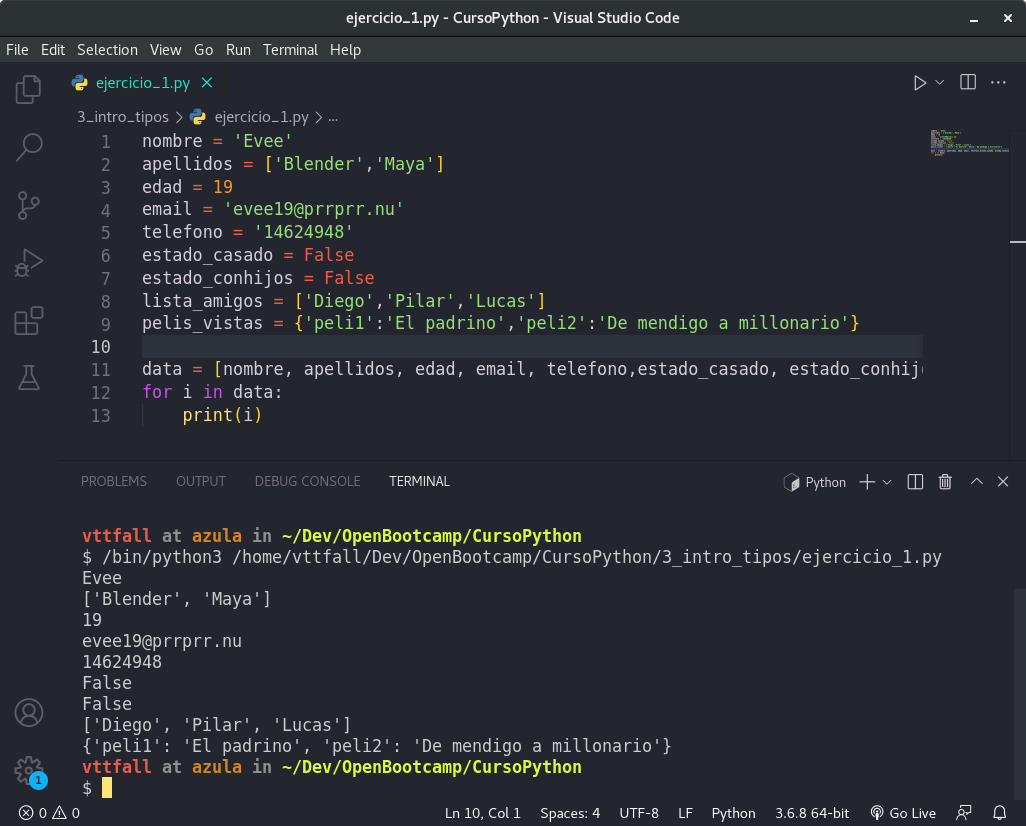 ejercicio_1.py - CursoPython - Visual Studio Code
File Edit Selection View Go Run Terminal Help
ejercicio_1.py
3_intro_tipos > ejercicio_1.py > ...
1 nombre = 'Evee'
2 apellidos = ['Blender','Maya']
3 edad = 19
4 email = 'evee19@prrprr.nu'
5 telefono = '14624948'
6 estado_casado = False
7 estado_conhijos = False
8 lista_amigos = ['Diego','Pilar','Lucas']
9 pelis_vistas = {'peli1':'El padrino','peli2':'De mendigo a millonario'}
10
11 data = [nombre, apellidos, edad, email, telefono,estado_casado, estado_conhij
12 for i in data:
13     print(i)
PROBLEMS OUTPUT DEBUG CONSOLE TERMINAL Python
vttfall at azula in ~/Dev/OpenBootcamp/CursoPython
$ /bin/python3 /home/vttfall/Dev/OpenBootcamp/CursoPython/3_intro_tipos/ejercicio_1.py
Evee
['Blender', 'Maya']
19
evee19@prrprr.nu
14624948
False
False
['Diego', 'Pilar', 'Lucas']
{'peli1': 'El padrino', 'peli2': 'De mendigo a millonario'}
vttfall at azula in ~/Dev/OpenBootcamp/CursoPython
$
1
0 0 Ln 10, Col 1 Spaces: 4 UTF-8 LF Python 3.6.8 64-bit Go Live